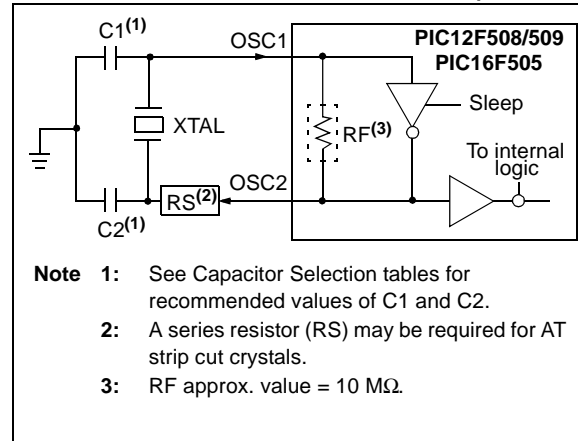 C1(1)
OSC1
PIC12F508/509
PIC16F505
Sleep
XTAL
RF(3)
To internal
logic
OSC2
RS(2)
C2(1)
Note 1: See Capacitor Selection tables for
recommended values of C1 and C2.
2: A series resistor (RS) may be required for AT
strip cut crystals.
3: RF approx. value = 10 MΩ.